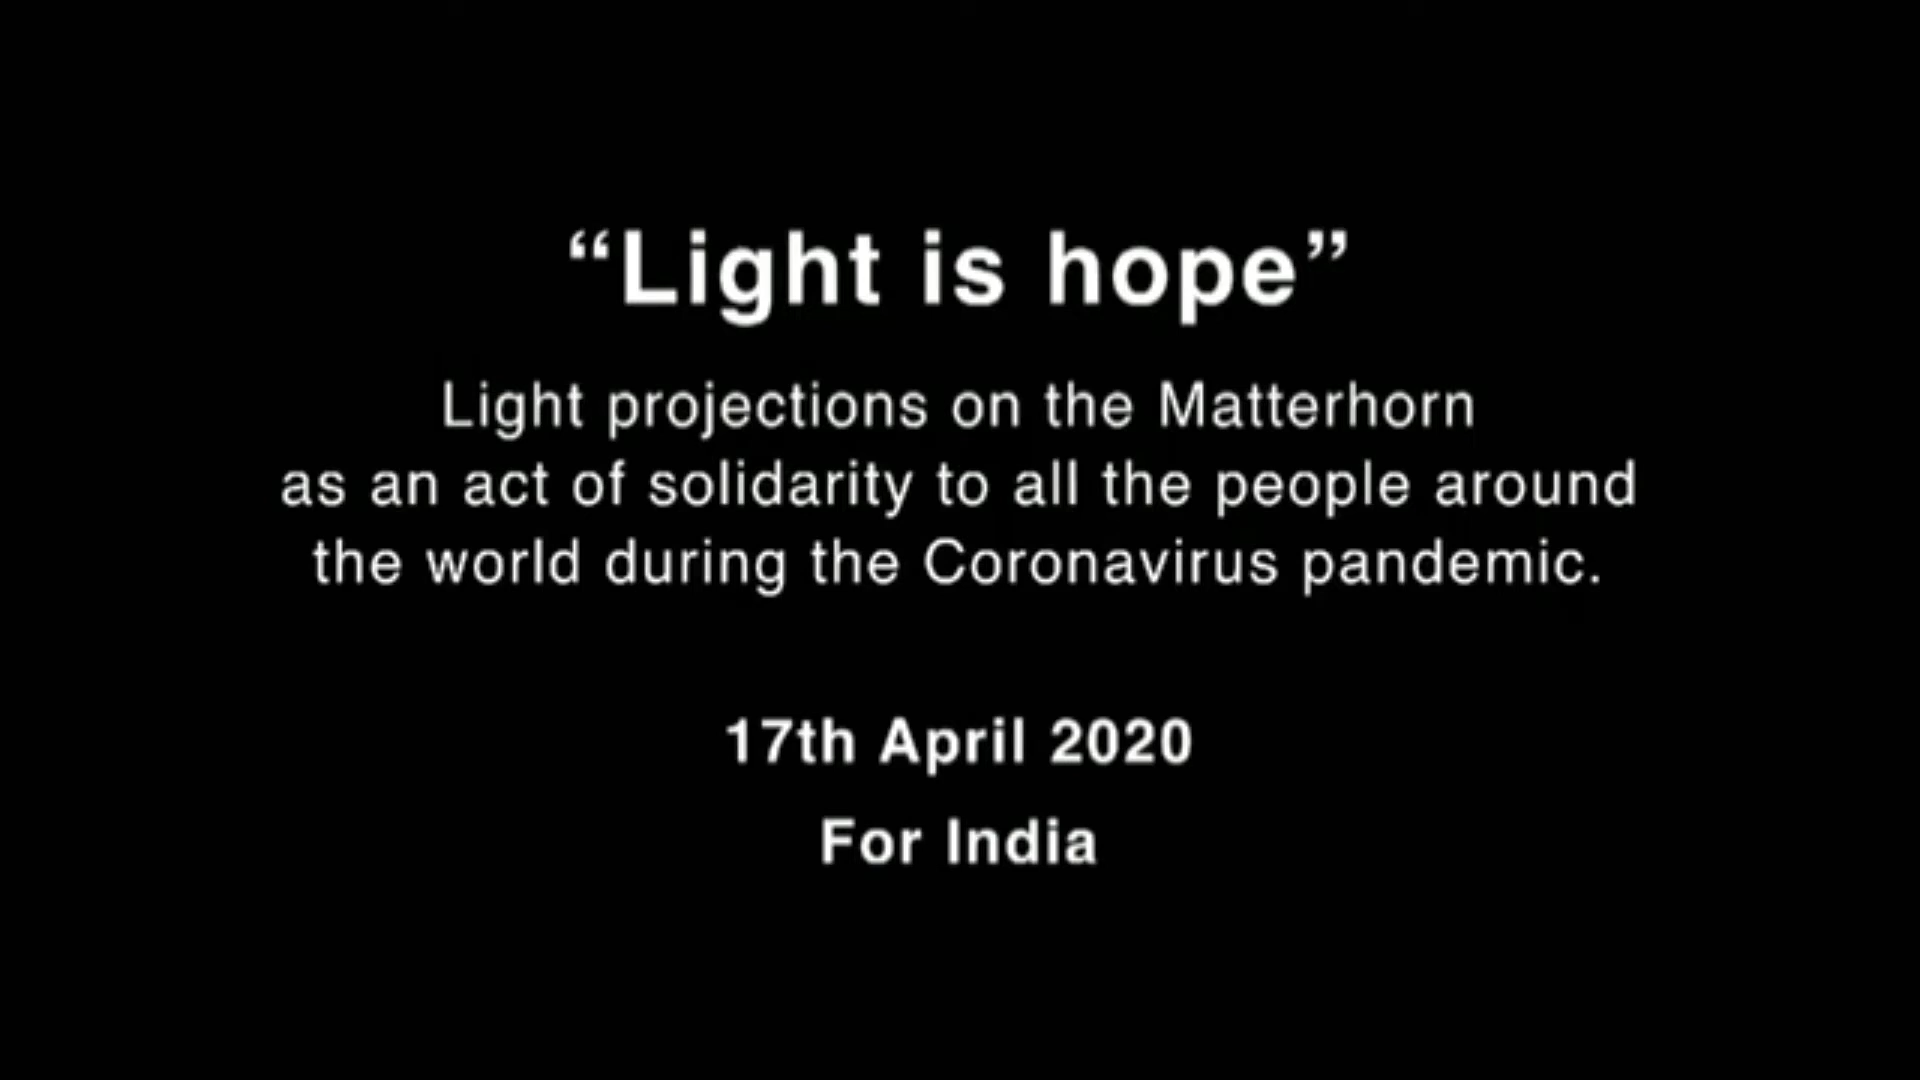 “Light is hope”
Light projections on the Matterhorn
as an act of solidarity to all the people around
the world during the Coronavirus pandemic.
17th April 2020
For India